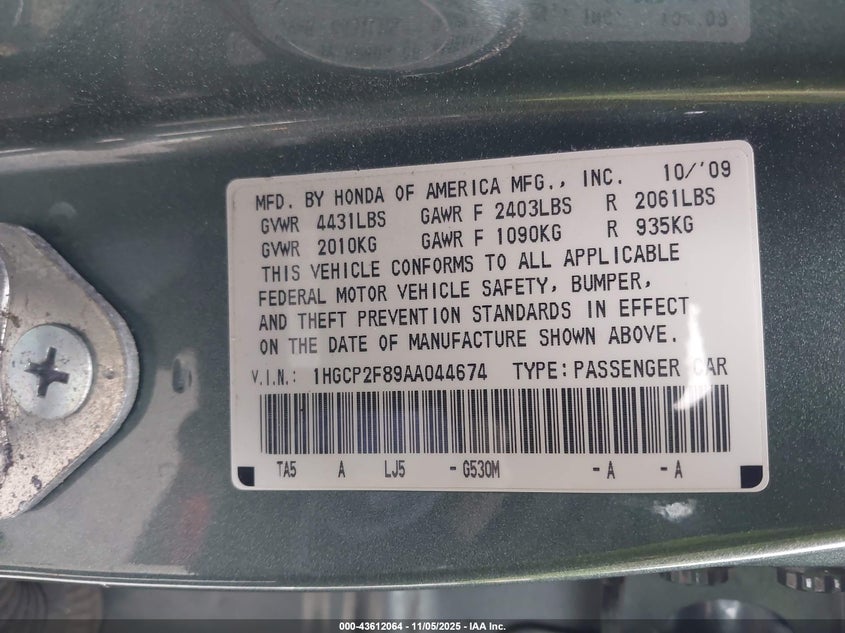 MFD. BY HONDA OF AMERICA MFG., INC. 10/'09
GVWR 4431LBS GAWR F 2403LBS R 2061LBS
GVWR 2010KG GAWR F 1090KG R 935KG
THIS VEHICLE CONFORMS TO ALL APPLICABLE
FEDERAL MOTOR VEHICLE SAFETY, BUMPER,
AND THEFT PREVENTION STANDARDS IN EFFECT
ON THE DATE OF MANUFACTURE SHOWN ABOVE.
V.I.N.: 1HGCP2F89AA044674 TYPE: PASSENGER CAR
TA5 A LJ5 - G530M - A - A
000-43612064 - 11/05/2025 - IAA Inc.